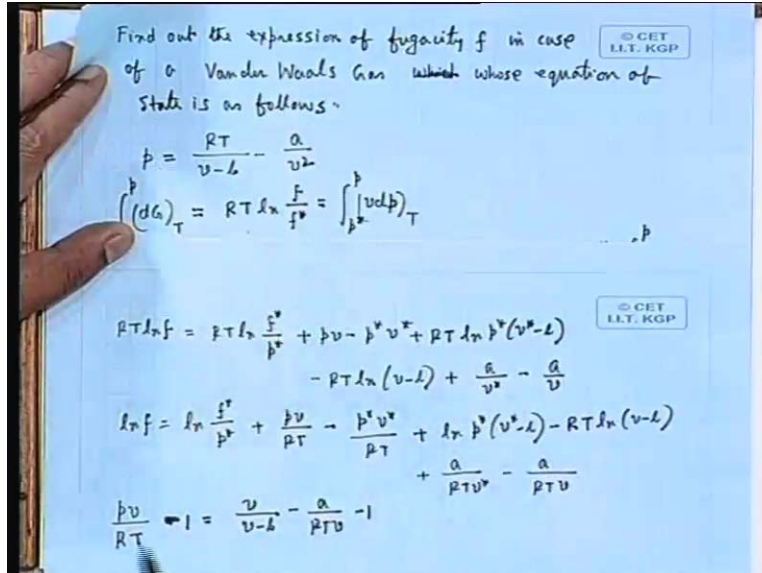 Find out the expression of fugacity f in case
© CET
I.I.T. KGP
of a Vander Waals Gas which whose equation of
state is as follows.
p = RT/(v-b) - a/v²
∫^p (dG)_T = RT ln f/f* = ∫_{p*}^{p} (vdp)_T
p
© CET
I.I.T. KGP
RT ln f = RT ln f*/p* + pv - p* v* + RT ln p* (v*-b)
- RT ln (v-b) + a/v* - a/v
ln f = ln f*/p* + pv/RT - p* v*/RT + ln p* (v*-b) - RT ln (v-b)
+ a/RTv* - a/RTv
pv/RT - 1 = v/(v-b) - a/RTv - 1